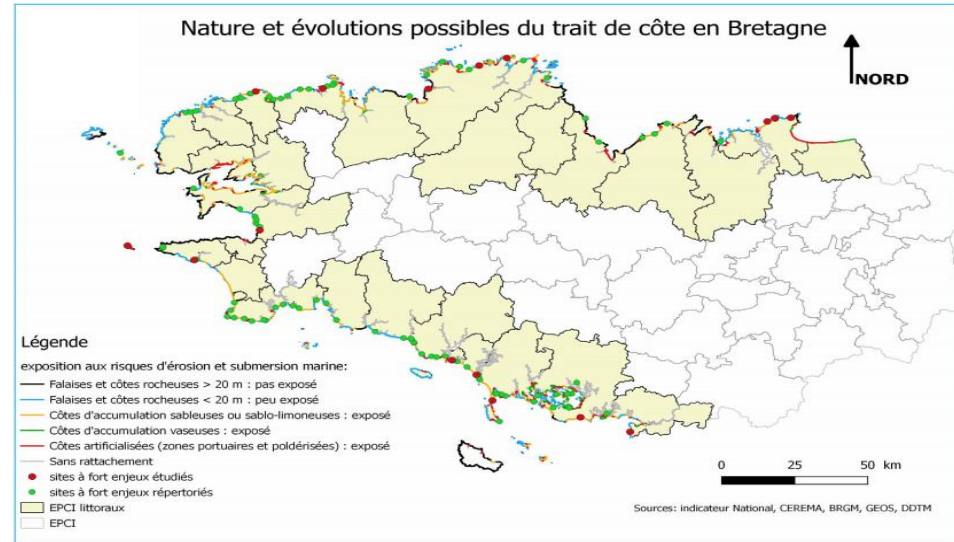 Nature et évolutions possibles du trait de côte en Bretagne
NORD
Légende
exposition aux risques d'érosion et submersion marine:
Falaises et côtes rocheuses > 20 m : pas exposé
Falaises et côtes rocheuses < 20 m : peu exposé
Côtes d'accumulation sableuses ou sablo-limoneuses : exposé
Côtes d'accumulation vaseuses : exposé
Côtes artificialisées (zones portuaires et poldérisées) : exposé
Sans rattachement
sites à fort enjeux étudiés
sites à fort enjeux répertoriés
EPCI littoraux
EPCI
0 25 50 km
Sources: indicateur National, CEREMA, BRGM, GEOS, DDTM